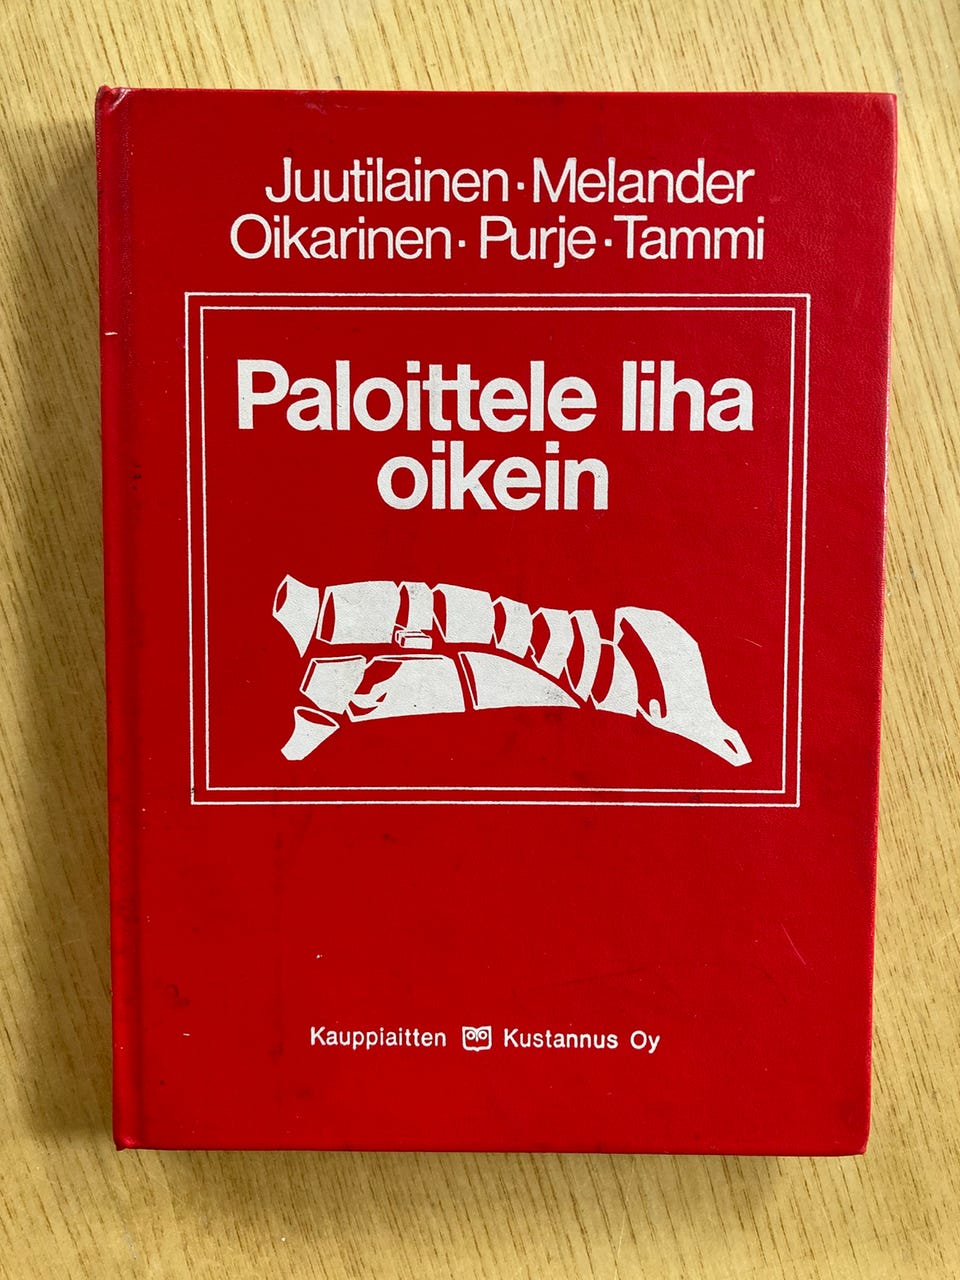 Juutilainen · Melander
Oikarinen · Purje · Tammi
Paloittele liha
oikein
Kauppiaitten Kustannus Oy